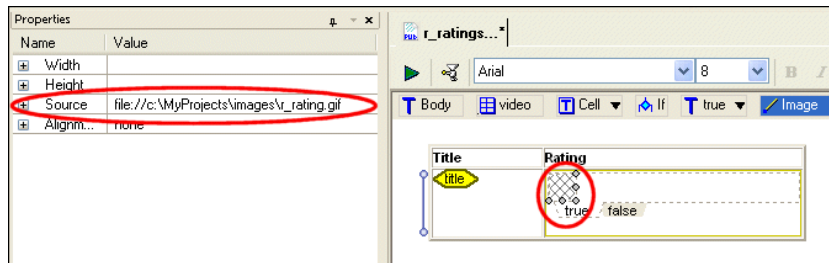 Properties
Name Value
Width
Height
Source file://c:\MyProjects\images\r_rating.gif
Alignm... none
r_ratings...*
Arial 8 B I
Body video Cell If true Image
Title Rating
title
true false